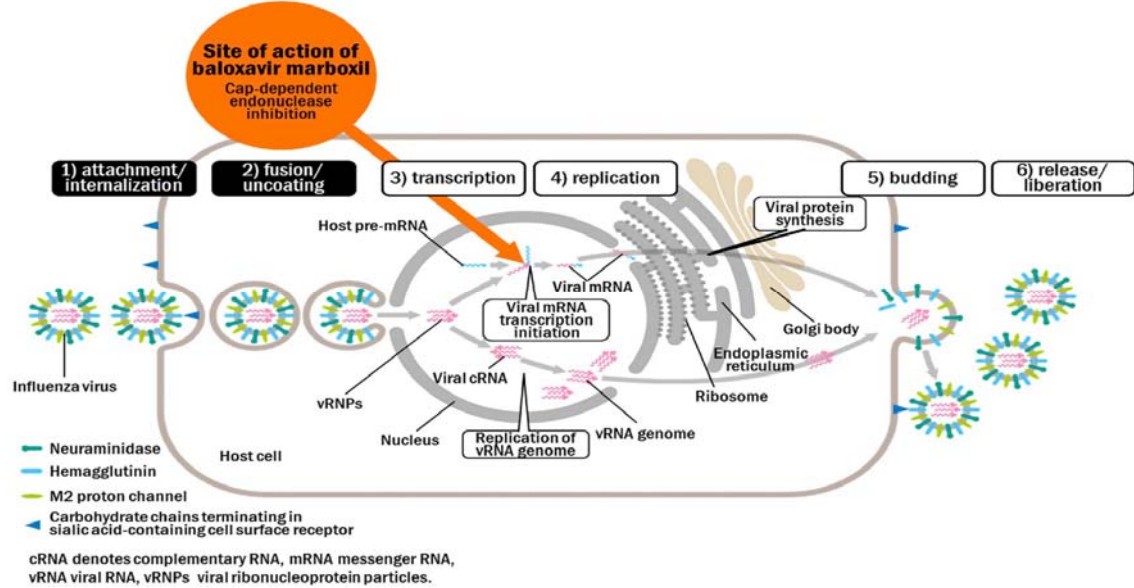 Site of action of
baloxavir marboxil
Cap-dependent
endonuclease
inhibition
1) attachment/
internalization
2) fusion/
uncoating
3) transcription
4) replication
5) budding
6) release/
liberation
Host pre-mRNA
Viral protein
synthesis
Viral mRNA
Viral mRNA
transcription
initiation
Golgi body
Endoplasmic
reticulum
Ribosome
Influenza virus
vRNPs
Viral cRNA
Nucleus
Replication of
vRNA genome
vRNA genome
Host cell
Neuraminidase
Hemagglutinin
M2 proton channel
Carbohydrate chains terminating in
sialic acid-containing cell surface receptor
cRNA denotes complementary RNA, mRNA messenger RNA,
vRNA viral RNA, vRNPs viral ribonucleoprotein particles.